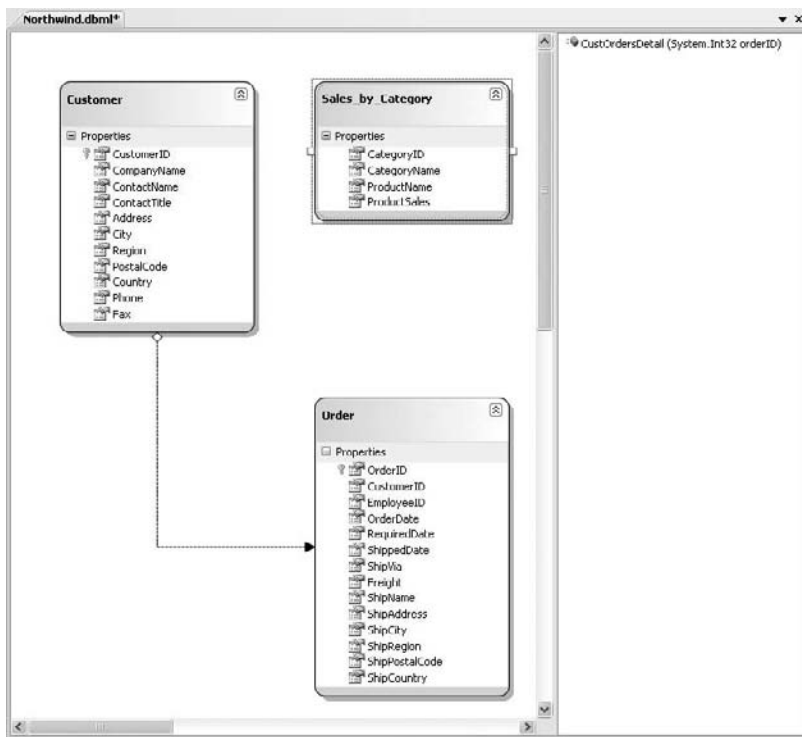 Northwind.dbml*
CustOrdersDetail (System.Int32 orderID)
Customer
Properties
CustomerID
CompanyName
ContactName
ContactTitle
Address
City
Region
PostalCode
Country
Phone
Fax
Sales_by_Category
Properties
CategoryID
CategoryName
ProductName
ProductSales
Order
Properties
OrderID
CustomerID
EmployeeID
OrderDate
RequiredDate
ShippedDate
ShipVia
Freight
ShipName
ShipAddress
ShipCity
ShipRegion
ShipPostalCode
ShipCountry